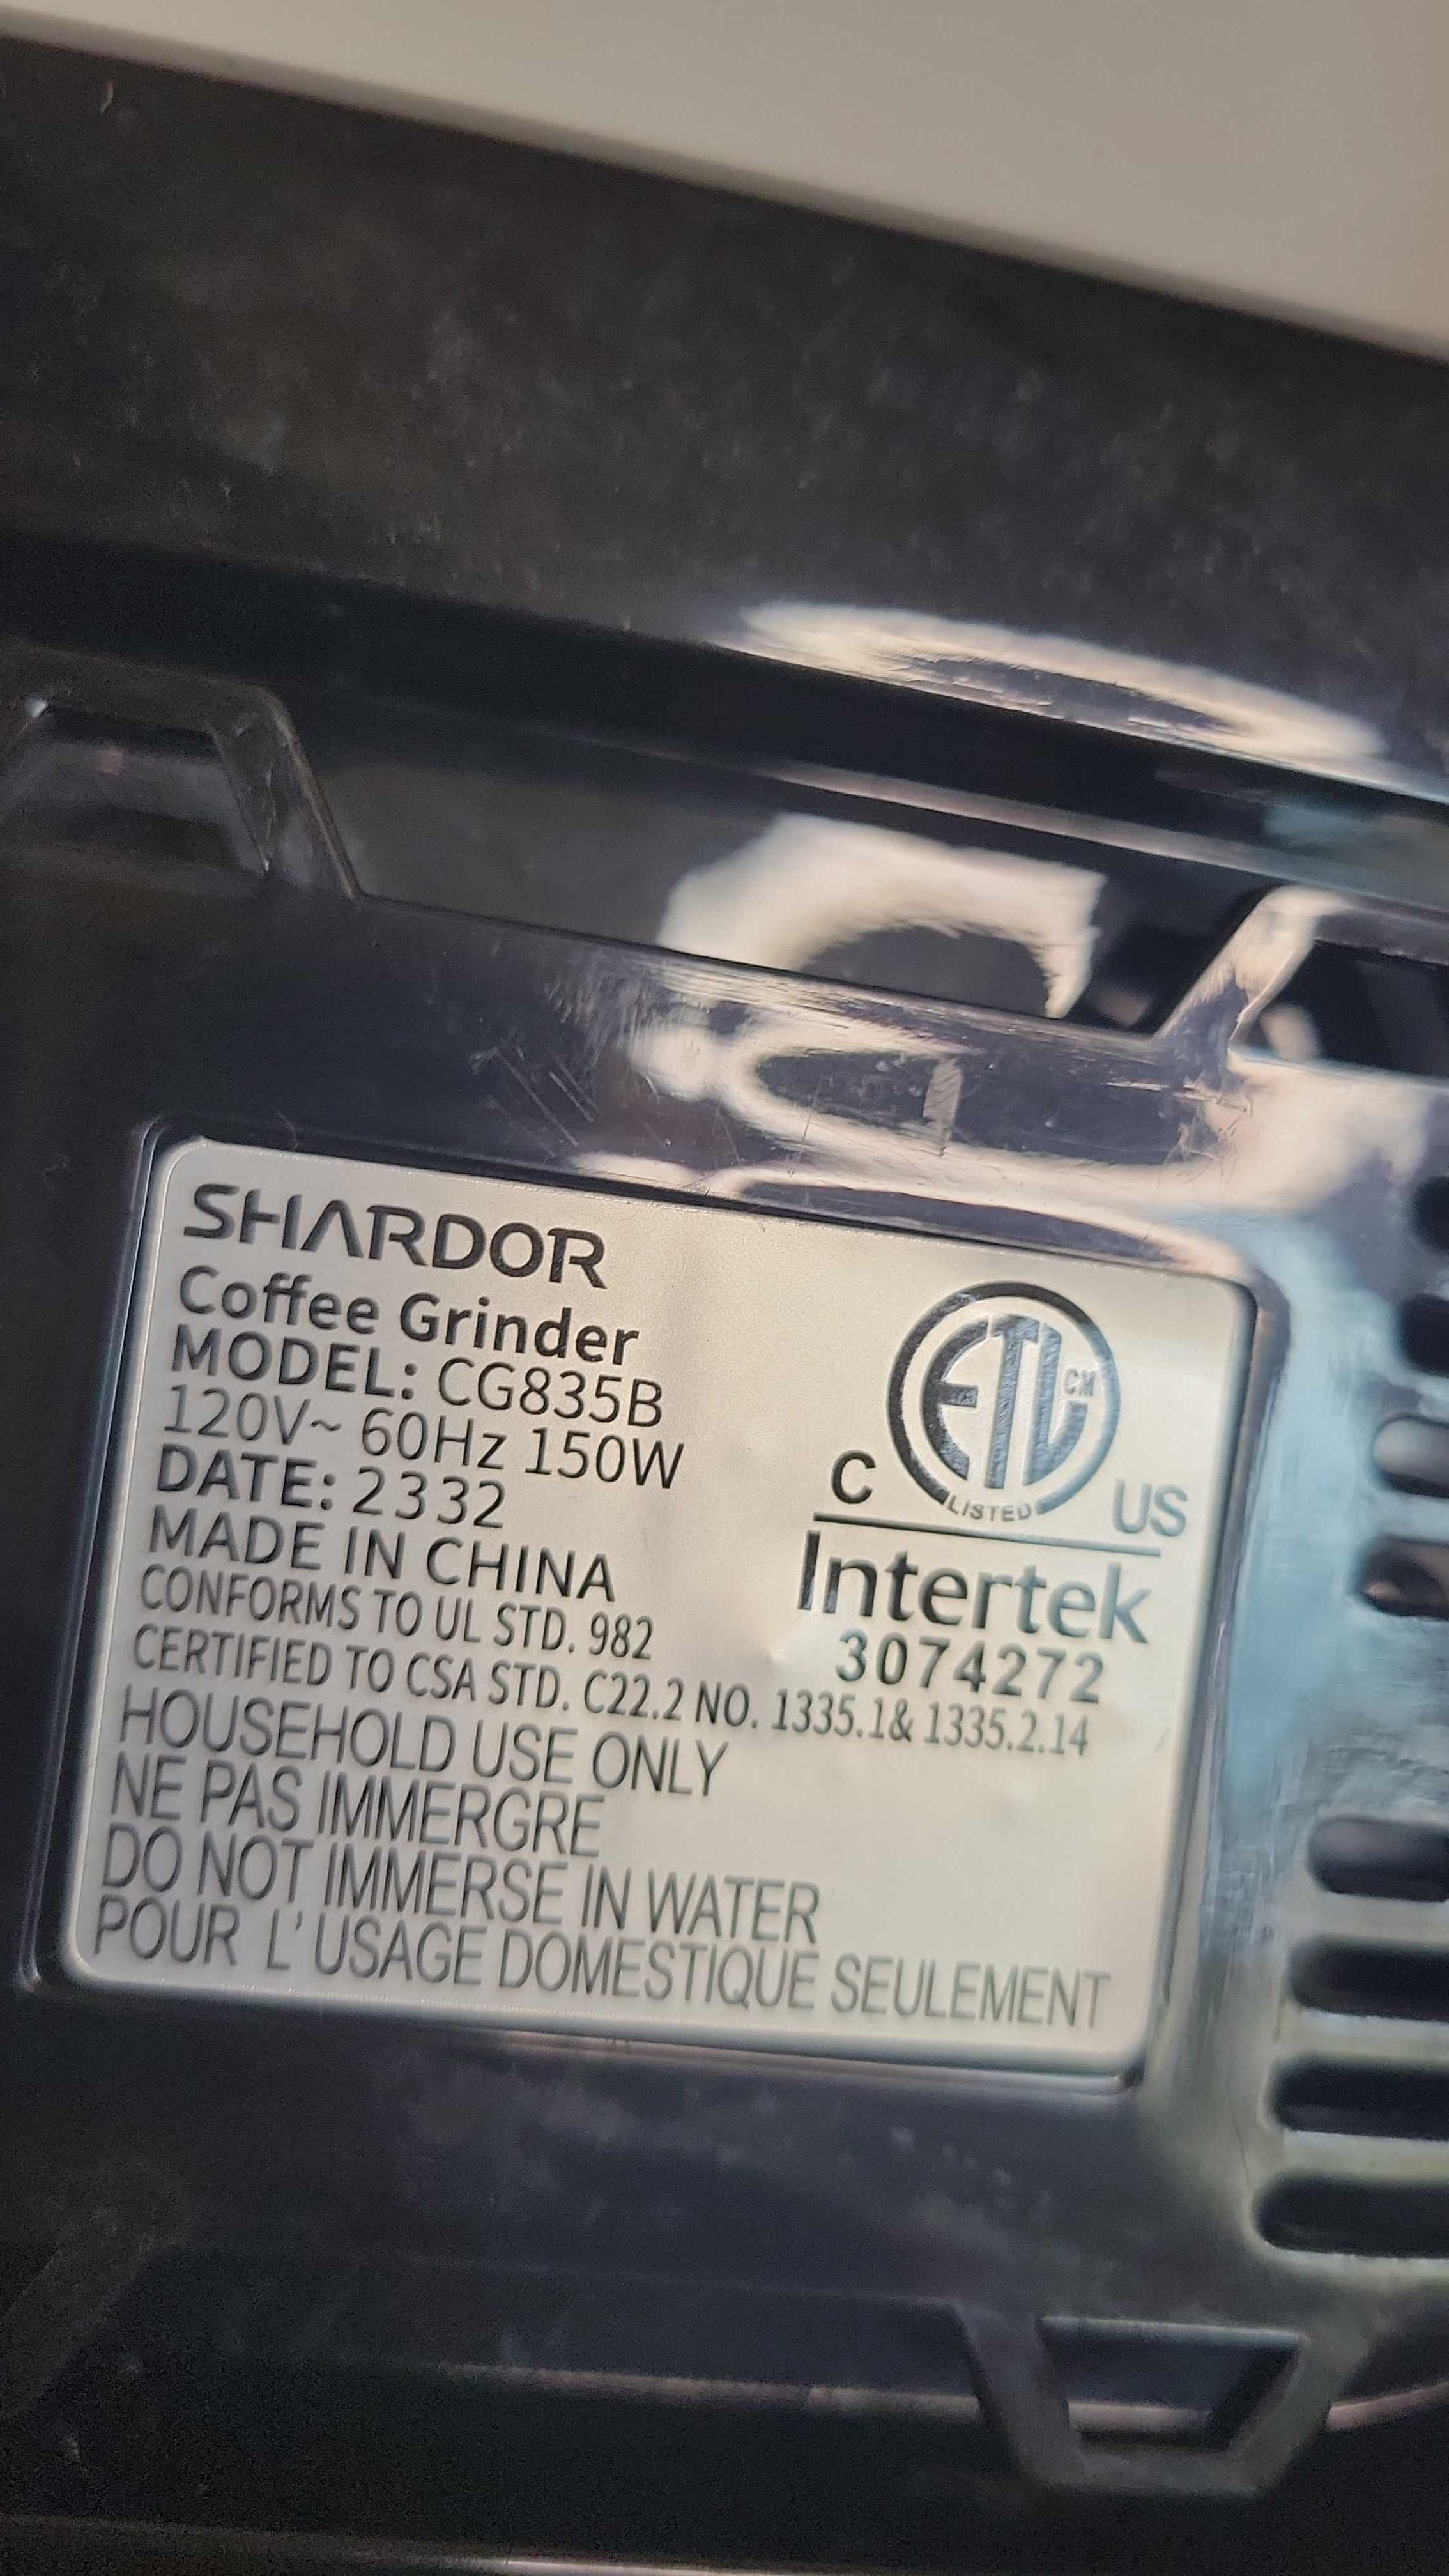 SHARDOR
Coffee Grinder
MODEL: CG835B
120V~ 60Hz 150W
DATE: 2332
MADE IN CHINA
CONFORMS TO UL STD. 982
CERTIFIED TO CSA STD. C22.2 NO. 1335.1& 1335.2.14
HOUSEHOLD USE ONLY
NE PAS IMMERGRE
DO NOT IMMERSE IN WATER
POUR L'USAGE DOMESTIQUE SEULEMENT
ETL CM
C LISTED US
Intertek
3074272